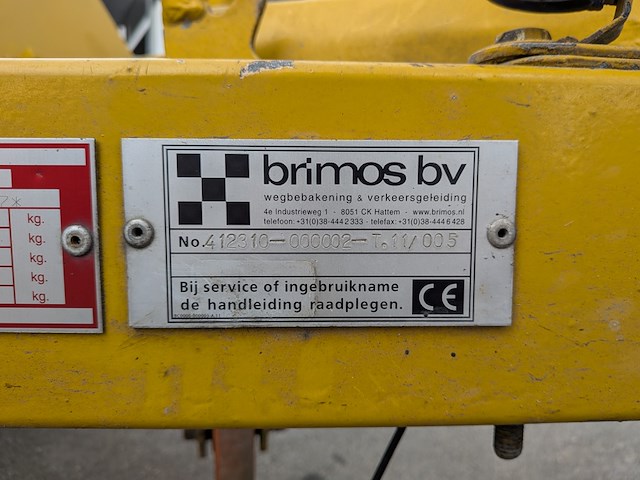 7*
kg.
kg.
kg.
kg.
kg.
brimos bv
wegbebakening & verkeersgeleiding
4e Industrieweg 1 - 8051 CK Hattem - www.brimos.nl
telefoon:+31(0)38-4442333 - telefax:+31(0)38-4446428
No.412310-000002-T.11/005
Bij service of ingebruikname
de handleiding raadplegen.
CE